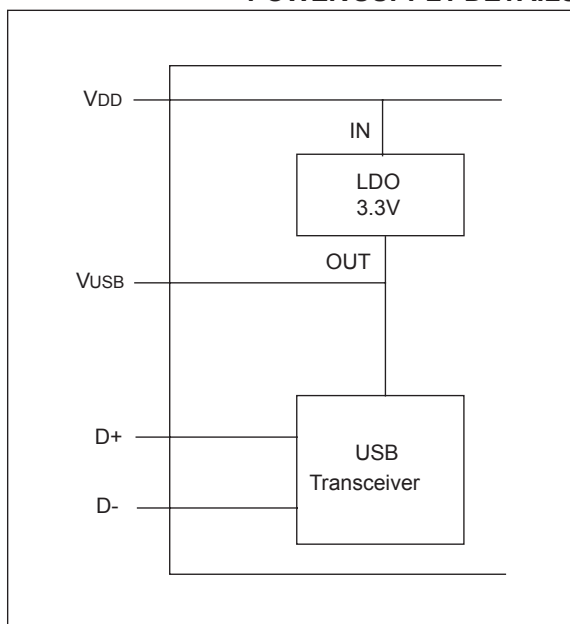 VDD
IN
LDO
3.3V
OUT
VUSB
D+
USB
Transceiver
D-